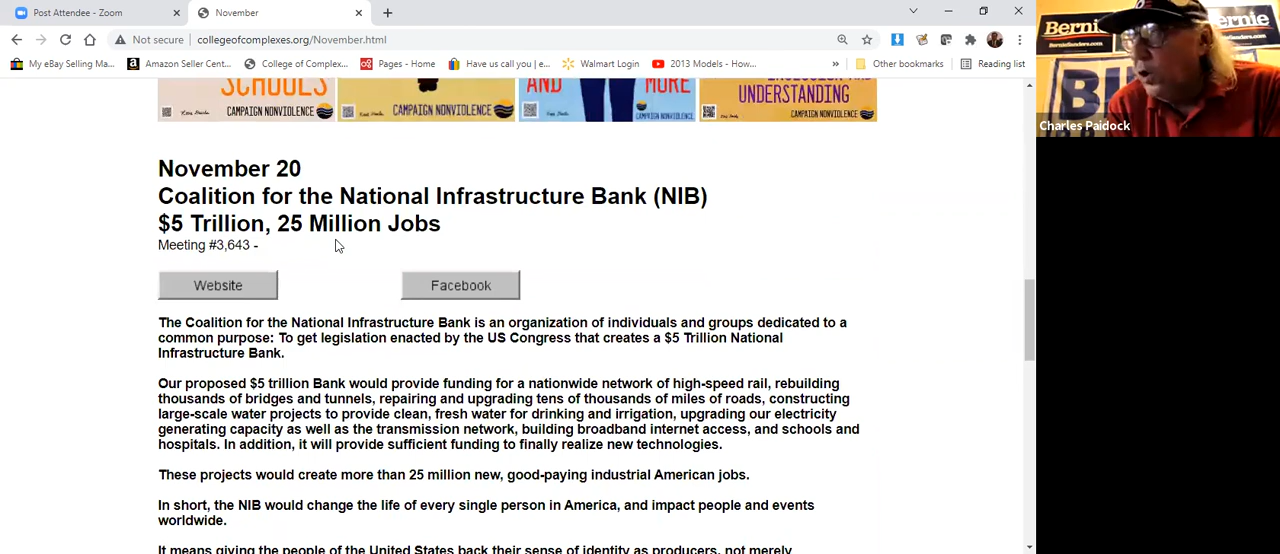 Post Attendee - Zoom
November
Not secure
collegeofcomplexes.org/November.html
My eBay Selling Ma...
Amazon Seller Cent...
College of Complex...
Pages - Home
Have us call you | e...
Walmart Login
2013 Models - How...
»
Other bookmarks
Reading list
SCHOOLS
AND
MORE
UNDERSTANDING
CAMPAIGN NONVIOLENCE
CAMPAIGN NONVIOLENCE
CAMPAIGN NONVIOLENCE
CAMPAIGN NONVIOLENCE
November 20
Coalition for the National Infrastructure Bank (NIB)
$5 Trillion, 25 Million Jobs
Meeting #3,643 -
Website
Facebook
The Coalition for the National Infrastructure Bank is an organization of individuals and groups dedicated to a
common purpose: To get legislation enacted by the US Congress that creates a $5 Trillion National
Infrastructure Bank.
Our proposed $5 trillion Bank would provide funding for a nationwide network of high-speed rail, rebuilding
thousands of bridges and tunnels, repairing and upgrading tens of thousands of miles of roads, constructing
large-scale water projects to provide clean, fresh water for drinking and irrigation, upgrading our electricity
generating capacity as well as the transmission network, building broadband internet access, and schools and
hospitals. In addition, it will provide sufficient funding to finally realize new technologies.
These projects would create more than 25 million new, good-paying industrial American jobs.
In short, the NIB would change the life of every single person in America, and impact people and events
worldwide.
It means giving the people of the United States back their sense of identity as producers, not merely
Bernie
BernieSanders.com
Charles Paidock